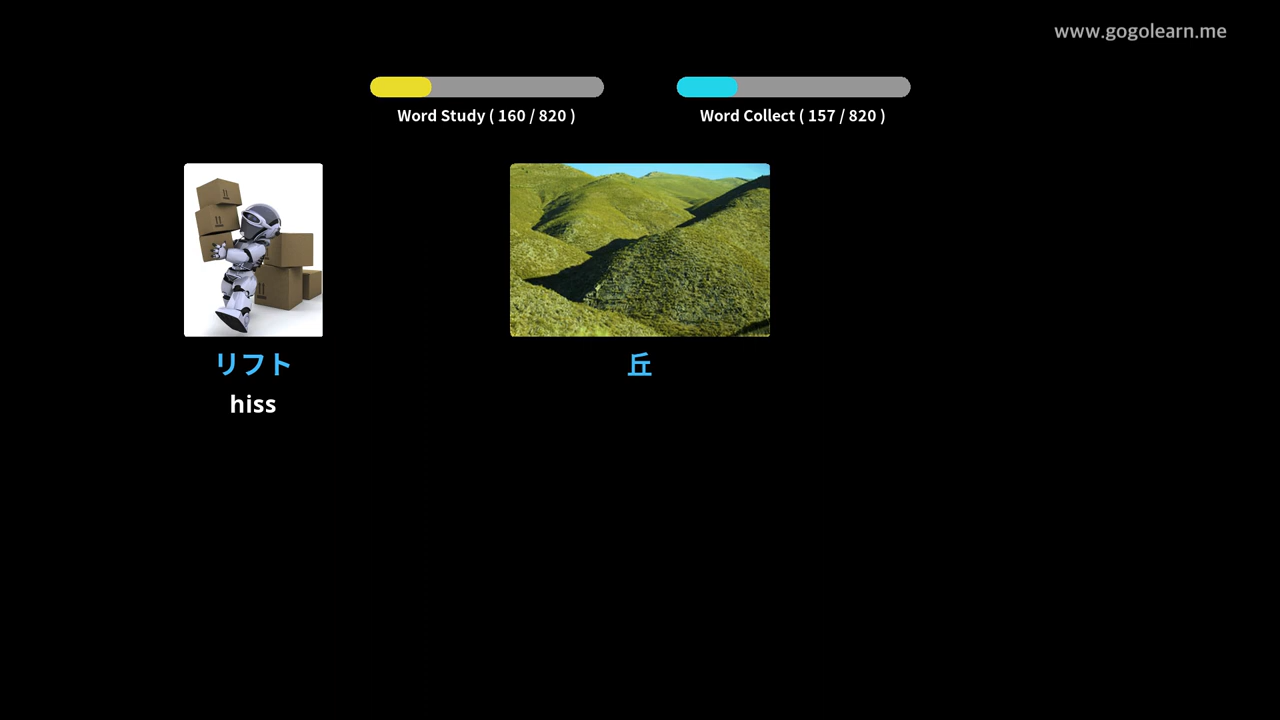 www.gogolearn.me
Word Study ( 160 / 820 )
Word Collect ( 157 / 820 )
リフト
hiss
丘